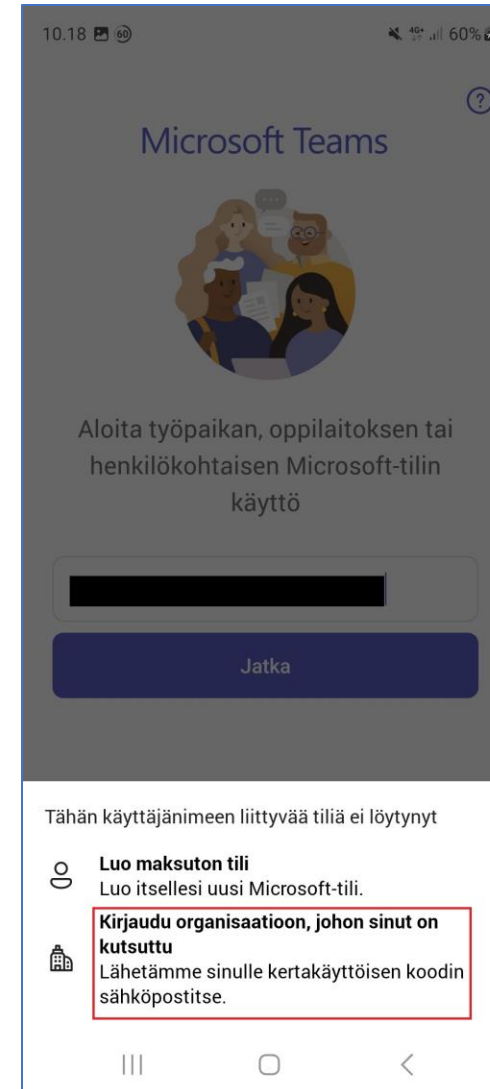 10.18 60 4G+ 60%
?
Microsoft Teams
Aloita työpaikan, oppilaitoksen tai
henkilökohtaisen Microsoft-tilin
käyttö
Jatka
Tähän käyttäjänimeen liittyvää tiliä ei löytynyt
Luo maksuton tili
Luo itsellesi uusi Microsoft-tili.
Kirjaudu organisaatioon, johon sinut on
kutsuttu
Lähetämme sinulle kertakäyttöisen koodin
sähköpostitse.